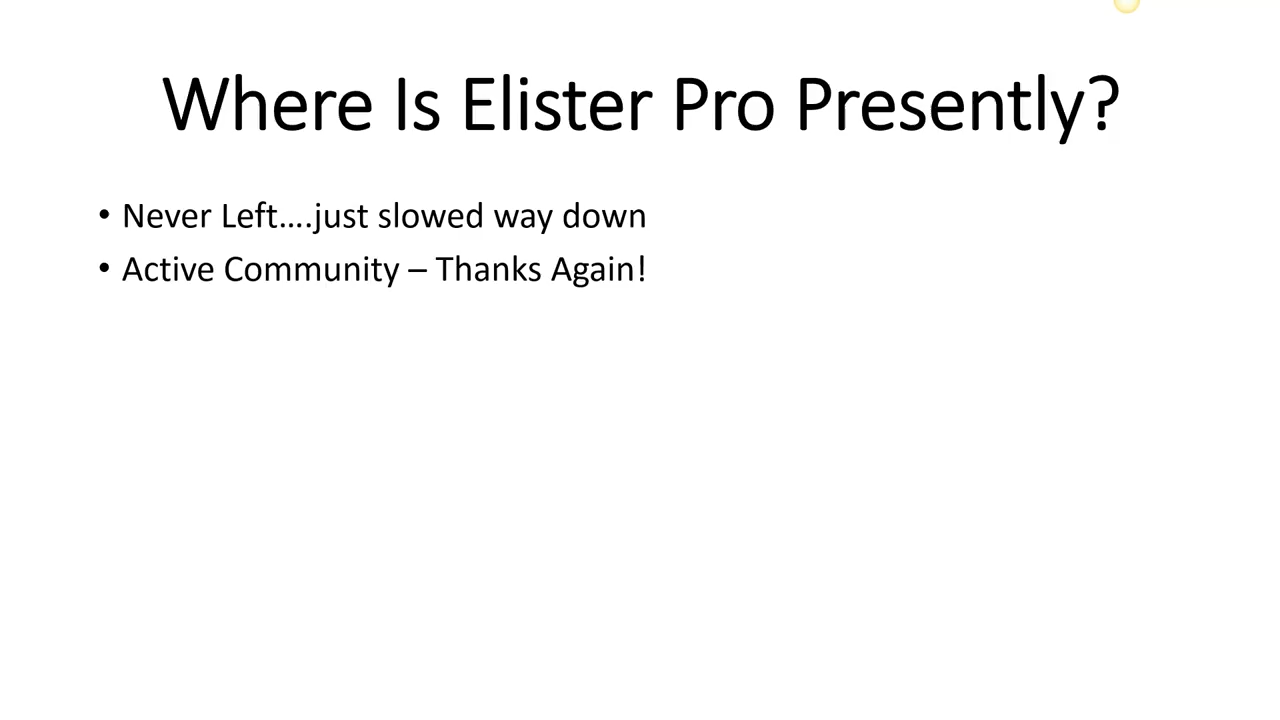 Where Is Elister Pro Presently?
• Never Left....just slowed way down
• Active Community – Thanks Again!